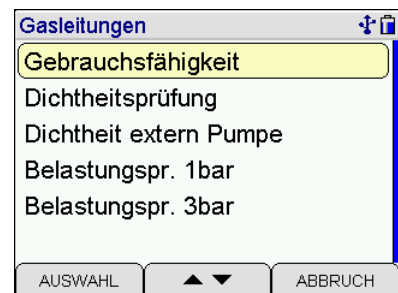 Gasleitungen
Gebrauchsfähigkeit
Dichtheitsprüfung
Dichtheit extern Pumpe
Belastungspr. 1bar
Belastungspr. 3bar
AUSWAHL ▲ ▼ ABBRUCH